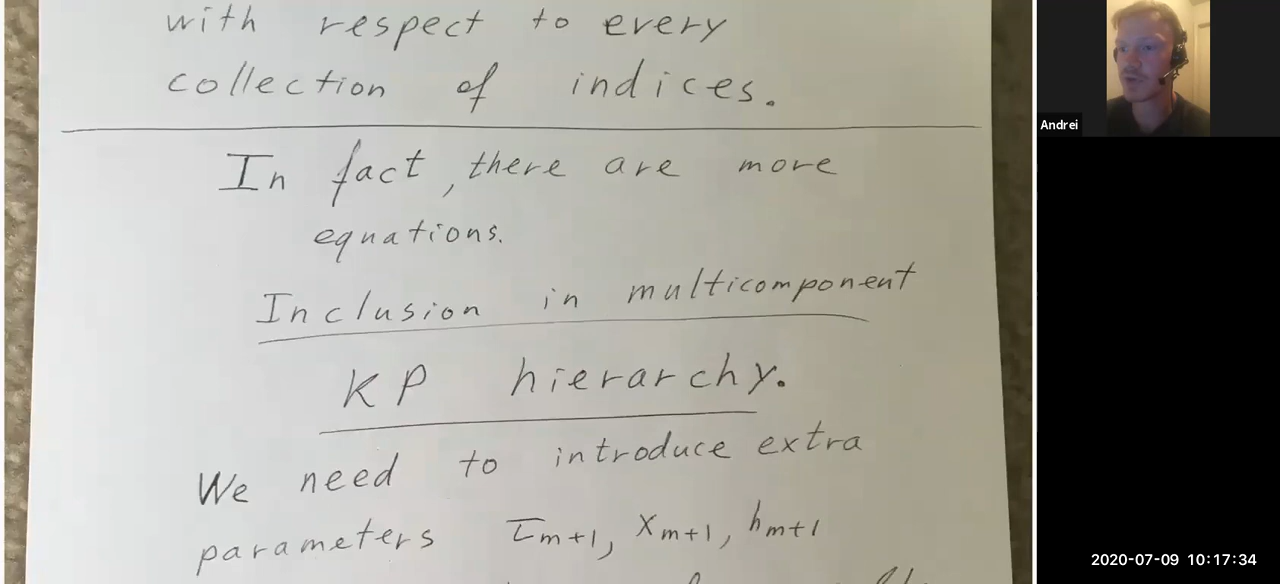 with respect to every
collection of indices.
In fact, there are more
equations.
Inclusion in multicomponent
KP hierarchy.
We need to introduce extra
parameters τm+1, xm+1, hm+1
Andrei
2020-07-09 10:17:34